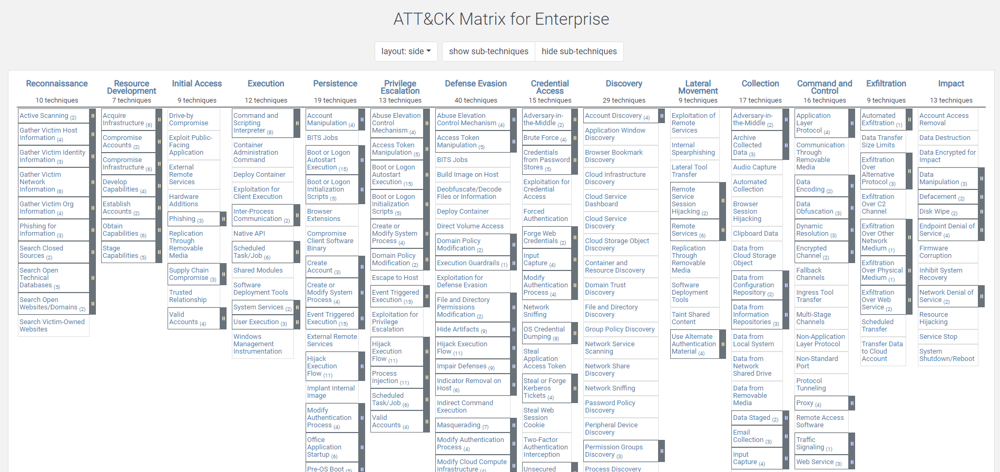 ATT&CK Matrix for Enterprise
layout: side
show sub-techniques
hide sub-techniques
Reconnaissance
10 techniques
Active Scanning (2)
Gather Victim Host
Information (4)
Gather Victim Identity
Information (3)
Gather Victim
Network
Information (6)
Gather Victim Org
Information (4)
Phishing for
Information (3)
Search Closed
Sources (2)
Search Open
Technical
Databases (5)
Search Open
Websites/Domains (2)
Search Victim-Owned
Websites
Resource
Development
7 techniques
Acquire
Infrastructure (6)
Compromise
Accounts (2)
Compromise
Infrastructure (6)
Develop
Capabilities (4)
Establish
Accounts (2)
Obtain
Capabilities (6)
Stage
Capabilities (5)
Initial Access
9 techniques
Drive-by
Compromise
Exploit Public-
Facing
Application
External
Remote
Services
Hardware
Additions
Phishing (3)
Replication
Through
Removable
Media
Supply Chain
Compromise (3)
Trusted
Relationship
Valid
Accounts (4)
Execution
12 techniques
Command and
Scripting
Interpreter (8)
Container
Administration
Command
Deploy Container
Exploitation for
Client Execution
Inter-Process
Communication (2)
Native API
Scheduled
Task/Job (6)
Shared Modules
Software
Deployment Tools
System Services (2)
User Execution (3)
Windows
Management
Instrumentation
Persistence
19 techniques
Account
Manipulation (4)
BITS Jobs
Boot or Logon
Autostart
Execution (15)
Boot or Logon
Initialization
Scripts (5)
Browser
Extensions
Compromise
Client Software
Binary
Create
Account (3)
Create or
Modify System
Process (4)
Event Triggered
Execution (15)
External Remote
Services
Hijack
Execution
Flow (11)
Implant Internal
Image
Modify
Authentication
Process (4)
Office
Application
Startup (6)
Pre-OS Boot (5)
Privilege
Escalation
13 techniques
Abuse Elevation
Control
Mechanism (4)
Access Token
Manipulation (5)
Boot or Logon
Autostart
Execution (15)
Boot or Logon
Initialization
Scripts (5)
Create or
Modify System
Process (4)
Domain Policy
Modification (2)
Escape to Host
Event Triggered
Execution (15)
Exploitation for
Privilege
Escalation
Hijack
Execution
Flow (11)
Process
Injection (11)
Scheduled
Task/Job (6)
Valid
Accounts (4)
Defense Evasion
40 techniques
Abuse Elevation
Control Mechanism (4)
Access Token
Manipulation (5)
BITS Jobs
Build Image on Host
Deobfuscate/Decode
Files or Information
Deploy Container
Direct Volume Access
Domain Policy
Modification (2)
Execution Guardrails (1)
Exploitation for
Defense Evasion
File and Directory
Permissions
Modification (2)
Hide Artifacts (9)
Hijack Execution
Flow (11)
Impair Defenses (9)
Indicator Removal on
Host (6)
Indirect Command
Execution
Masquerading (7)
Modify Authentication
Process (4)
Modify Cloud Compute
Infrastructure (4)
Credential
Access
15 techniques
Adversary-in-
the-Middle (2)
Brute Force (4)
Credentials
from Password
Stores (5)
Exploitation for
Credential
Access
Forced
Authentication
Forge Web
Credentials (2)
Input
Capture (4)
Modify
Authentication
Process (4)
Network
Sniffing
OS Credential
Dumping (8)
Steal
Application
Access Token
Steal or Forge
Kerberos
Tickets (4)
Steal Web
Session
Cookie
Two-Factor
Authentication
Interception
Unsecured
Discovery
29 techniques
Account Discovery (4)
Application Window
Discovery
Browser Bookmark
Discovery
Cloud Infrastructure
Discovery
Cloud Service
Dashboard
Cloud Service
Discovery
Cloud Storage Object
Discovery
Container and
Resource Discovery
Domain Trust
Discovery
File and Directory
Discovery
Group Policy Discovery
Network Service
Scanning
Network Share
Discovery
Network Sniffing
Password Policy
Discovery
Peripheral Device
Discovery
Permission Groups
Discovery (3)
Process Discovery
Lateral
Movement
9 techniques
Exploitation of
Remote
Services
Internal
Spearphishing
Lateral Tool
Transfer
Remote
Service
Session
Hijacking (2)
Remote
Services (6)
Replication
Through
Removable
Media
Software
Deployment
Tools
Taint Shared
Content
Use Alternate
Authentication
Material (4)
Collection
17 techniques
Adversary-in-
the-Middle (2)
Archive
Collected
Data (3)
Audio Capture
Automated
Collection
Browser
Session
Hijacking
Clipboard Data
Data from
Cloud Storage
Object
Data from
Configuration
Repository (2)
Data from
Information
Repositories (3)
Data from
Local System
Data from
Network
Shared Drive
Data from
Removable
Media
Data Staged (2)
Email
Collection (3)
Input
Capture (4)
Command and
Control
16 techniques
Application
Layer
Protocol (4)
Communication
Through
Removable
Media
Data
Encoding (2)
Data
Obfuscation (3)
Dynamic
Resolution (3)
Encrypted
Channel (2)
Fallback
Channels
Ingress Tool
Transfer
Multi-Stage
Channels
Non-Application
Layer Protocol
Non-Standard
Port
Protocol
Tunneling
Proxy (4)
Remote Access
Software
Traffic
Signaling (1)
Web Service (3)
Exfiltration
9 techniques
Automated
Exfiltration (1)
Data Transfer
Size Limits
Exfiltration
Over
Alternative
Protocol (3)
Exfiltration
Over C2
Channel
Exfiltration
Over Other
Network
Medium (1)
Exfiltration
Over Physical
Medium (1)
Exfiltration
Over Web
Service (2)
Scheduled
Transfer
Transfer Data
to Cloud
Account
Impact
13 techniques
Account Access
Removal
Data Destruction
Data Encrypted for
Impact
Data
Manipulation (3)
Defacement (2)
Disk Wipe (2)
Endpoint Denial of
Service (4)
Firmware
Corruption
Inhibit System
Recovery
Network Denial of
Service (2)
Resource
Hijacking
Service Stop
System
Shutdown/Reboot